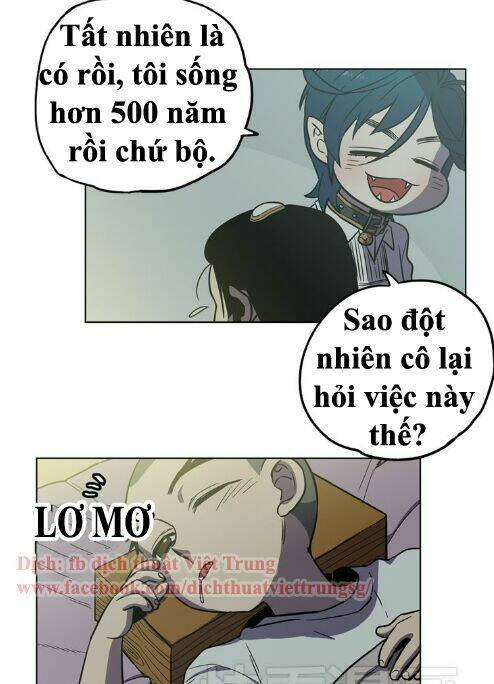 Tất nhiên là
có rồi, tôi sống
hơn 500 năm
rồi chứ bộ.
Sao đột
nhiên cô lại
hỏi việc này
thế?
LƠ MƠ
Dịch: fb dịch thuật Việt Trung
www.facebook.com/dichthuatviettrungsg/